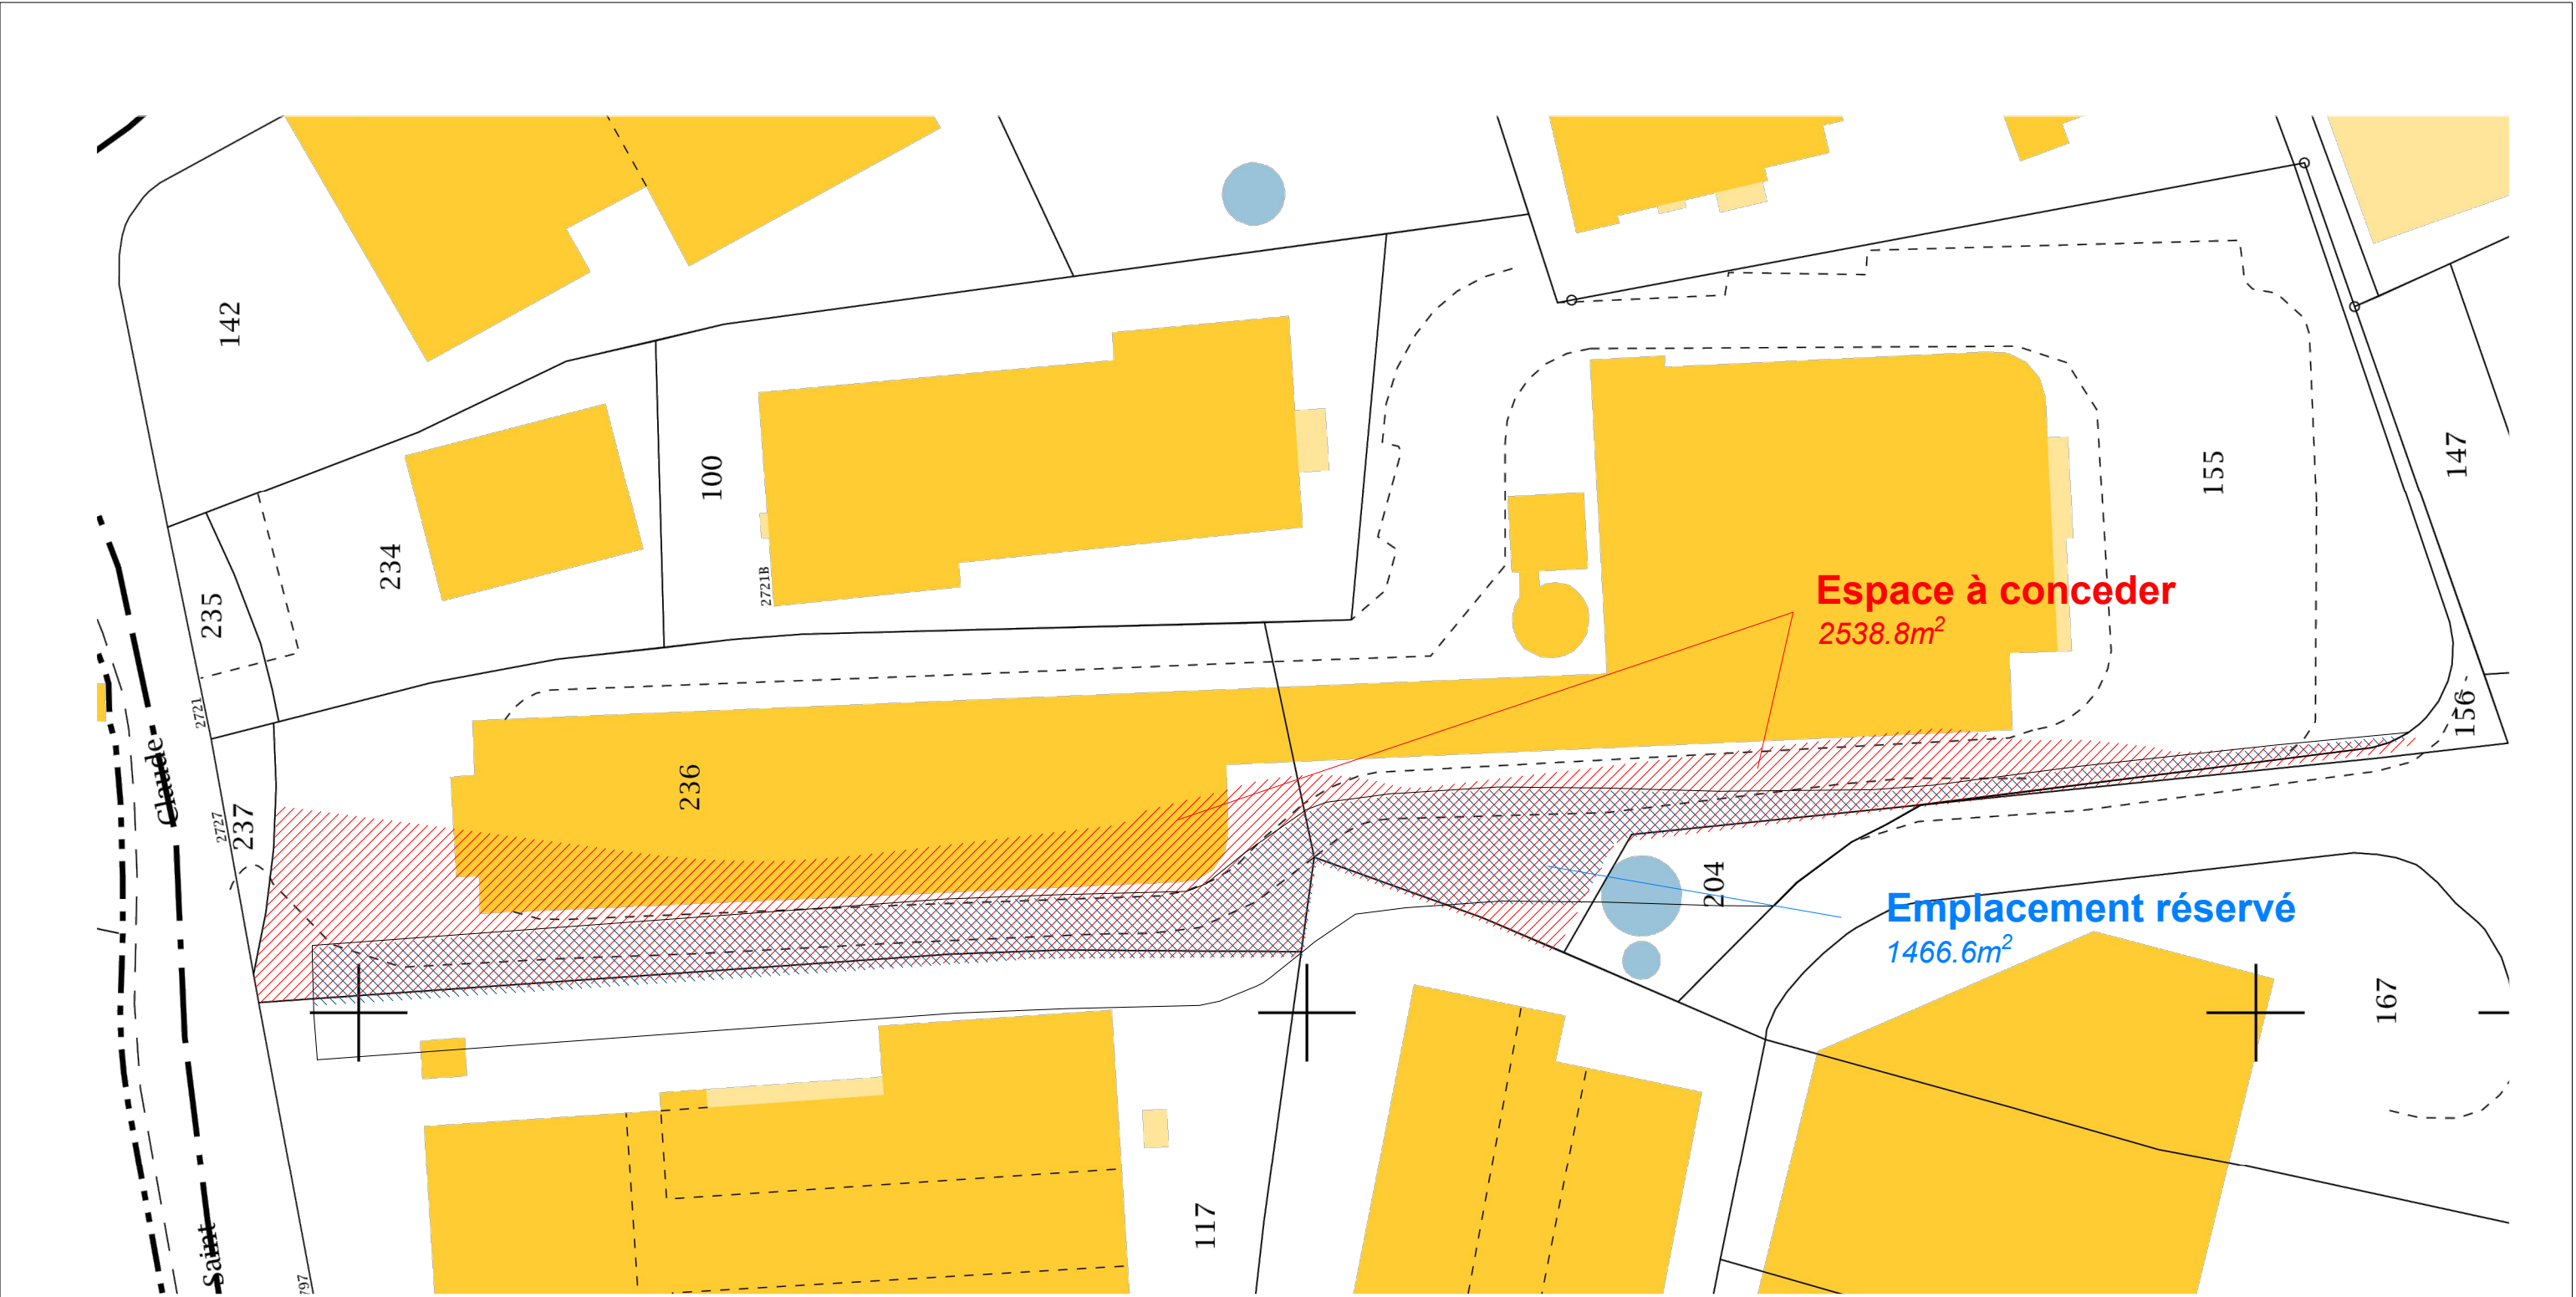 142
100
147
155
234
235
Espace à conceder
2538.8m²
2721B
2721
156
Claude
236
2727
237
204
Emplacement réservé
1466.6m²
167
117
Saint
797